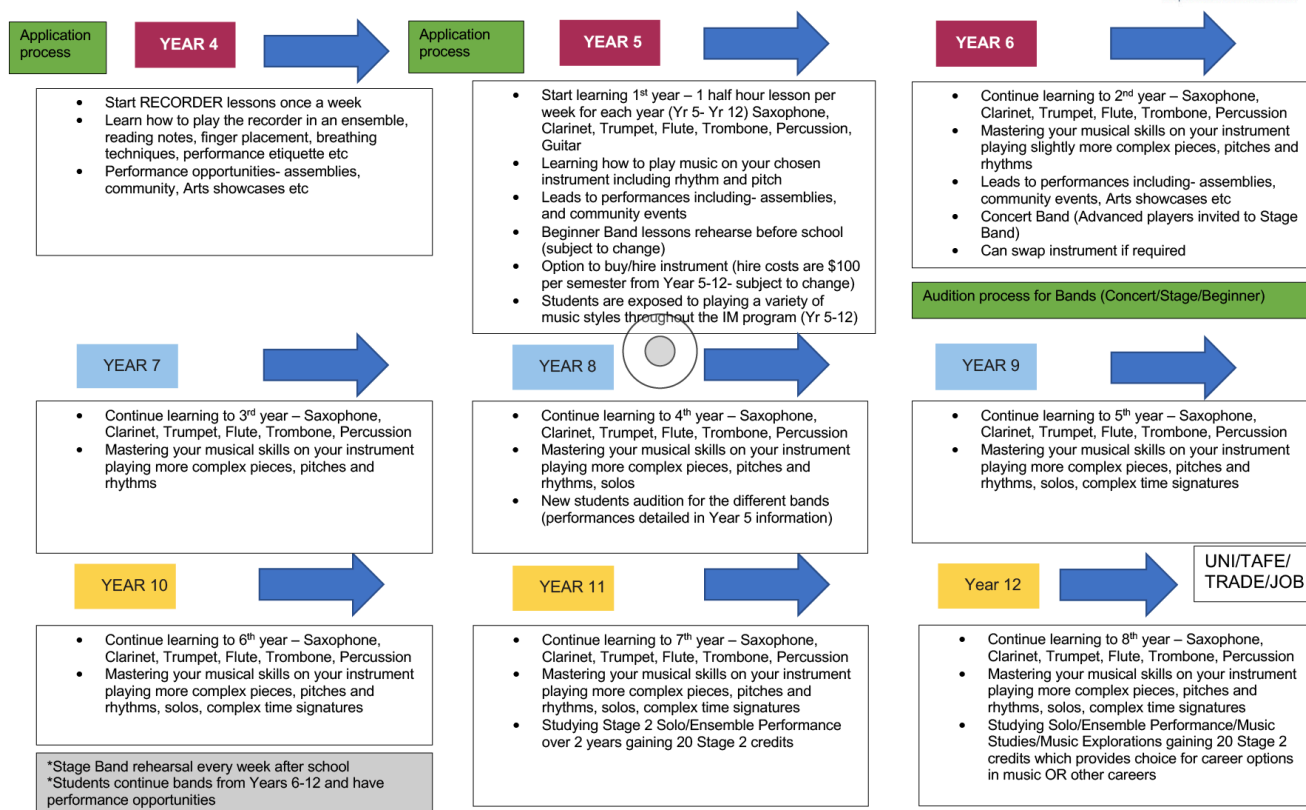 Application
process
YEAR 4
Application
process
YEAR 5
YEAR 6
• Start RECORDER lessons once a week
• Learn how to play the recorder in an ensemble,
reading notes, finger placement, breathing
techniques, performance etiquette etc
• Performance opportunities- assemblies,
community, Arts showcases etc
• Start learning 1st year – 1 half hour lesson per
week for each year (Yr 5- Yr 12) Saxophone,
Clarinet, Trumpet, Flute, Trombone, Percussion,
Guitar
• Learning how to play music on your chosen
instrument including rhythm and pitch
• Leads to performances including- assemblies,
and community events
• Beginner Band lessons rehearse before school
(subject to change)
• Option to buy/hire instrument (hire costs are $100
per semester from Year 5-12- subject to change)
• Students are exposed to playing a variety of
music styles throughout the IM program (Yr 5-12)
• Continue learning to 2nd year – Saxophone,
Clarinet, Trumpet, Flute, Trombone, Percussion
• Mastering your musical skills on your instrument
playing slightly more complex pieces, pitches and
rhythms
• Leads to performances including- assemblies,
community events, Arts showcases etc
• Concert Band (Advanced players invited to Stage
Band)
• Can swap instrument if required
Audition process for Bands (Concert/Stage/Beginner)
YEAR 7
YEAR 8
YEAR 9
• Continue learning to 3rd year – Saxophone,
Clarinet, Trumpet, Flute, Trombone, Percussion
• Mastering your musical skills on your instrument
playing more complex pieces, pitches and
rhythms
• Continue learning to 4th year – Saxophone,
Clarinet, Trumpet, Flute, Trombone, Percussion
• Mastering your musical skills on your instrument
playing more complex pieces, pitches and
rhythms, solos
• New students audition for the different bands
(performances detailed in Year 5 information)
• Continue learning to 5th year – Saxophone,
Clarinet, Trumpet, Flute, Trombone, Percussion
• Mastering your musical skills on your instrument
playing more complex pieces, pitches and
rhythms, solos, complex time signatures
YEAR 10
YEAR 11
Year 12
UNI/TAFE/
TRADE/JOB
• Continue learning to 6th year – Saxophone,
Clarinet, Trumpet, Flute, Trombone, Percussion
• Mastering your musical skills on your instrument
playing more complex pieces, pitches and
rhythms, solos, complex time signatures
• Continue learning to 7th year – Saxophone,
Clarinet, Trumpet, Flute, Trombone, Percussion
• Mastering your musical skills on your instrument
playing more complex pieces, pitches and
rhythms, solos, complex time signatures
• Studying Stage 2 Solo/Ensemble Performance
over 2 years gaining 20 Stage 2 credits
• Continue learning to 8th year – Saxophone,
Clarinet, Trumpet, Flute, Trombone, Percussion
• Mastering your musical skills on your instrument
playing more complex pieces, pitches and
rhythms, solos, complex time signatures
• Studying Solo/Ensemble Performance/Music
Studies/Music Explorations gaining 20 Stage 2
credits which provides choice for career options
in music OR other careers
*Stage Band rehearsal every week after school
*Students continue bands from Years 6-12 and have
performance opportunities